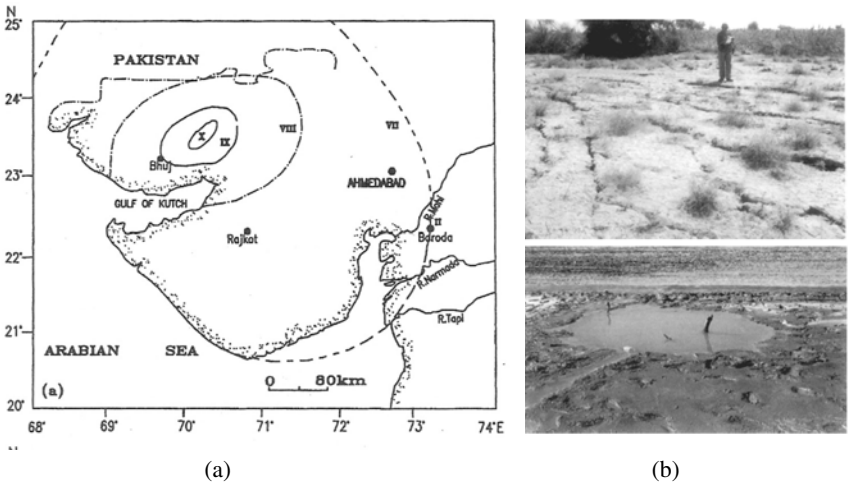 N
25'
PAKISTAN
24'
X
IX
VIII
VII
Bhuj
23'
AHMEDABAD
GULF OF KUTCH
R.Mahi
II
Rajkot
Baroda
22'
R.Narmada
21'
R.Tapi
ARABIAN SEA
0 80km
(a)
20'
68° 69° 70° 71° 72° 73° 74°E
(a) (b)